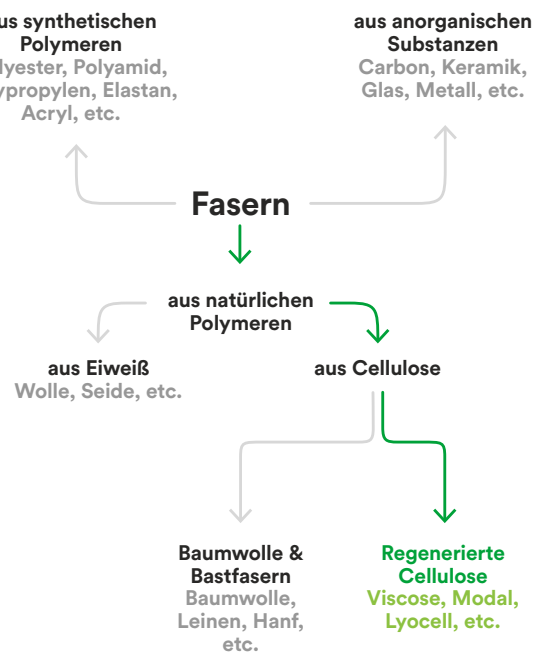 us synthetischen
Polymeren
lyester, Polyamid,
ypropylen, Elastan,
Acryl, etc.
aus anorganischen
Substanzen
Carbon, Keramik,
Glas, Metall, etc.
Fasern
aus natürlichen
Polymeren
aus Eiweiß
Wolle, Seide, etc.
aus Cellulose
Baumwolle &
Bastfasern
Baumwolle,
Leinen, Hanf,
etc.
Regenerierte
Cellulose
Viscose, Modal,
Lyocell, etc.